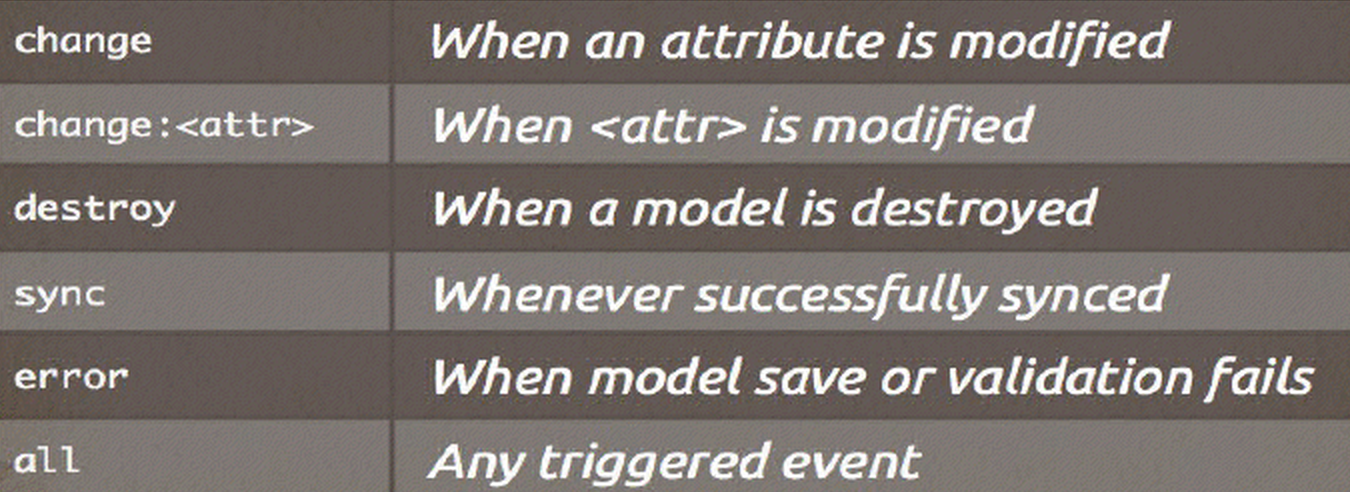 change When an attribute is modified
change:<attr> When <attr> is modified
destroy When a model is destroyed
sync Whenever successfully synced
error When model save or validation fails
all Any triggered event